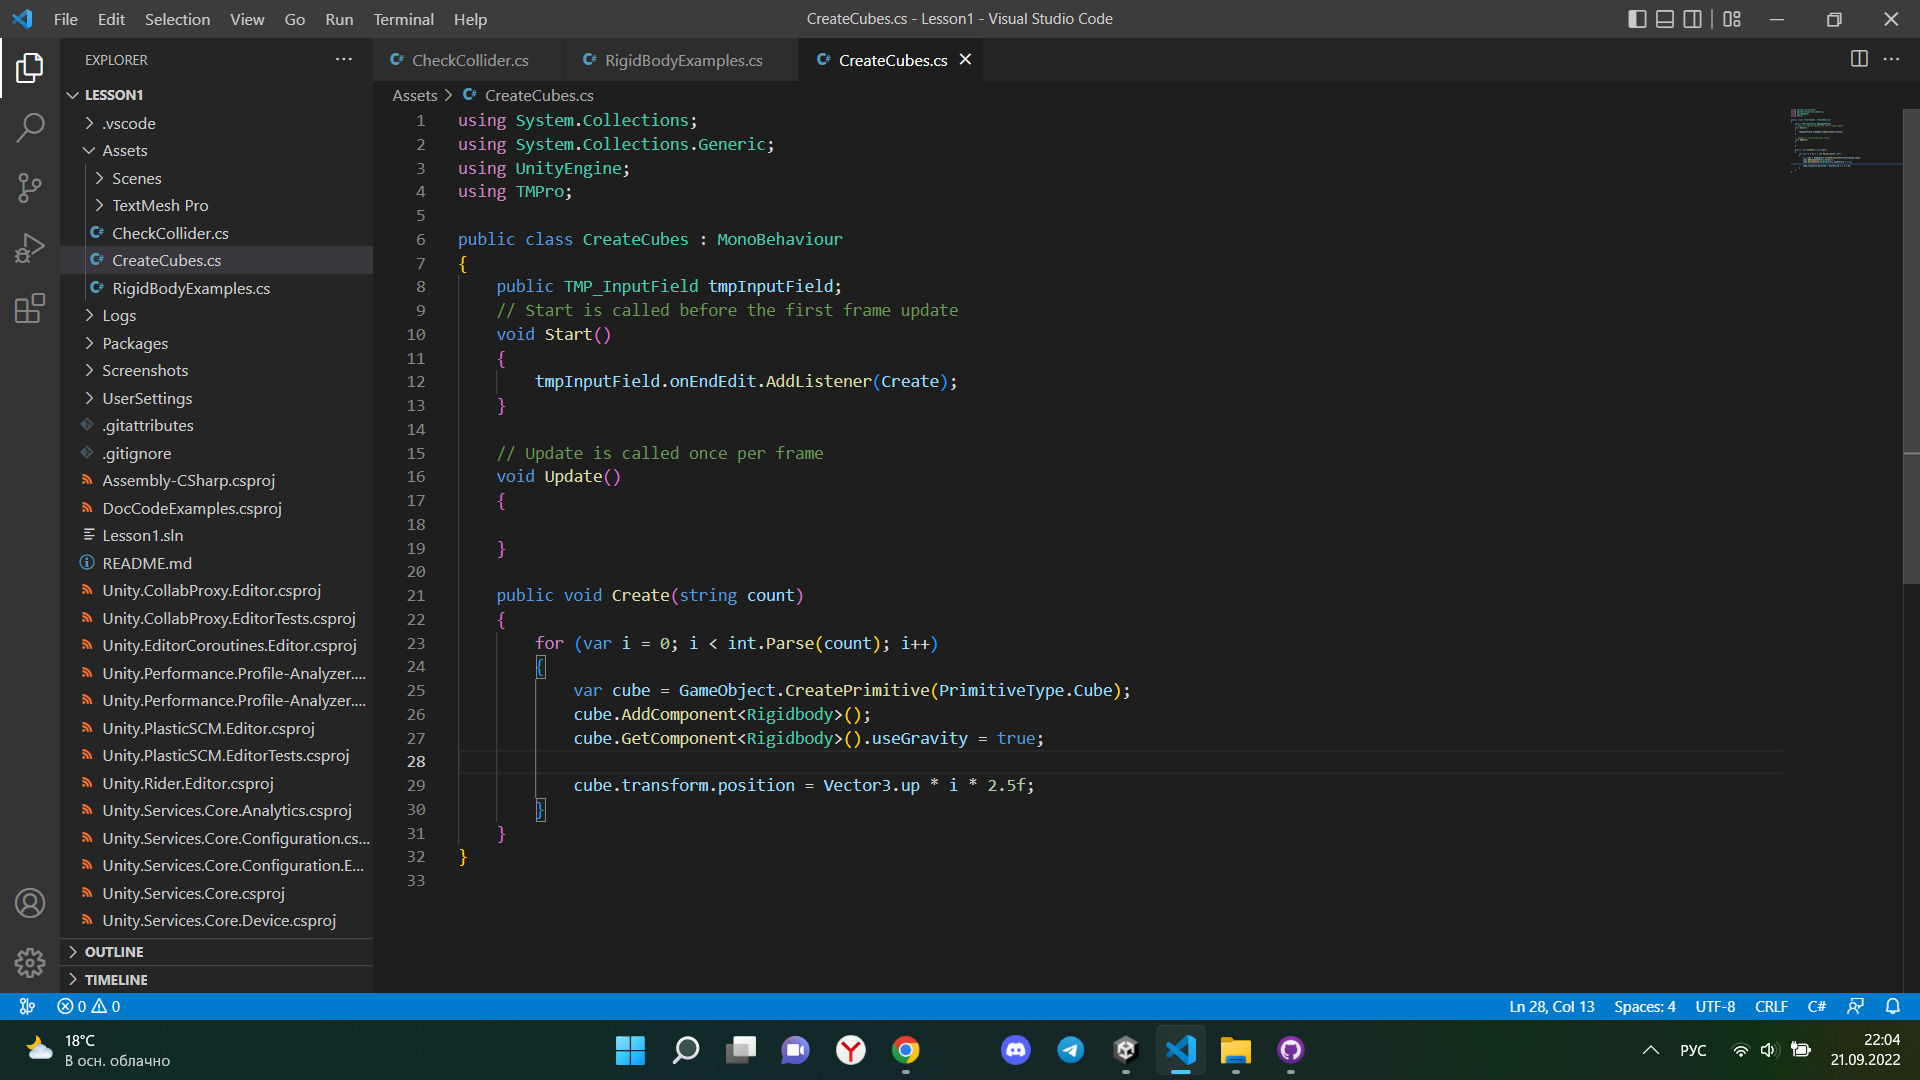 File Edit Selection View Go Run Terminal Help
CreateCubes.cs - Lesson1 - Visual Studio Code
EXPLORER
LESSON1
.vscode
Assets
Scenes
TextMesh Pro
CheckCollider.cs
CreateCubes.cs
RigidBodyExamples.cs
Logs
Packages
Screenshots
UserSettings
.gitattributes
.gitignore
Assembly-CSharp.csproj
DocCodeExamples.csproj
Lesson1.sln
README.md
Unity.CollabProxy.Editor.csproj
Unity.CollabProxy.EditorTests.csproj
Unity.EditorCoroutines.Editor.csproj
Unity.Performance.Profile-Analyzer....
Unity.Performance.Profile-Analyzer....
Unity.PlasticSCM.Editor.csproj
Unity.PlasticSCM.EditorTests.csproj
Unity.Rider.Editor.csproj
Unity.Services.Core.Analytics.csproj
Unity.Services.Core.Configuration.cs...
Unity.Services.Core.Configuration.E...
Unity.Services.Core.csproj
Unity.Services.Core.Device.csproj
OUTLINE
TIMELINE
CheckCollider.cs RigidBodyExamples.cs CreateCubes.cs
Assets > CreateCubes.cs
1 using System.Collections;
2 using System.Collections.Generic;
3 using UnityEngine;
4 using TMPro;
5
6 public class CreateCubes : MonoBehaviour
7 {
8 public TMP_InputField tmpInputField;
9 // Start is called before the first frame update
10 void Start()
11 {
12 tmpInputField.onEndEdit.AddListener(Create);
13 }
14
15 // Update is called once per frame
16 void Update()
17 {
18
19 }
20
21 public void Create(string count)
22 {
23 for (var i = 0; i < int.Parse(count); i++)
24 {
25 var cube = GameObject.CreatePrimitive(PrimitiveType.Cube);
26 cube.AddComponent<Rigidbody>();
27 cube.GetComponent<Rigidbody>().useGravity = true;
28
29 cube.transform.position = Vector3.up * i * 2.5f;
30 }
31 }
32 }
33
0 0
Ln 28, Col 13 Spaces: 4 UTF-8 CRLF C#
18°C
В осн. облачно
РУС
22:04
21.09.2022